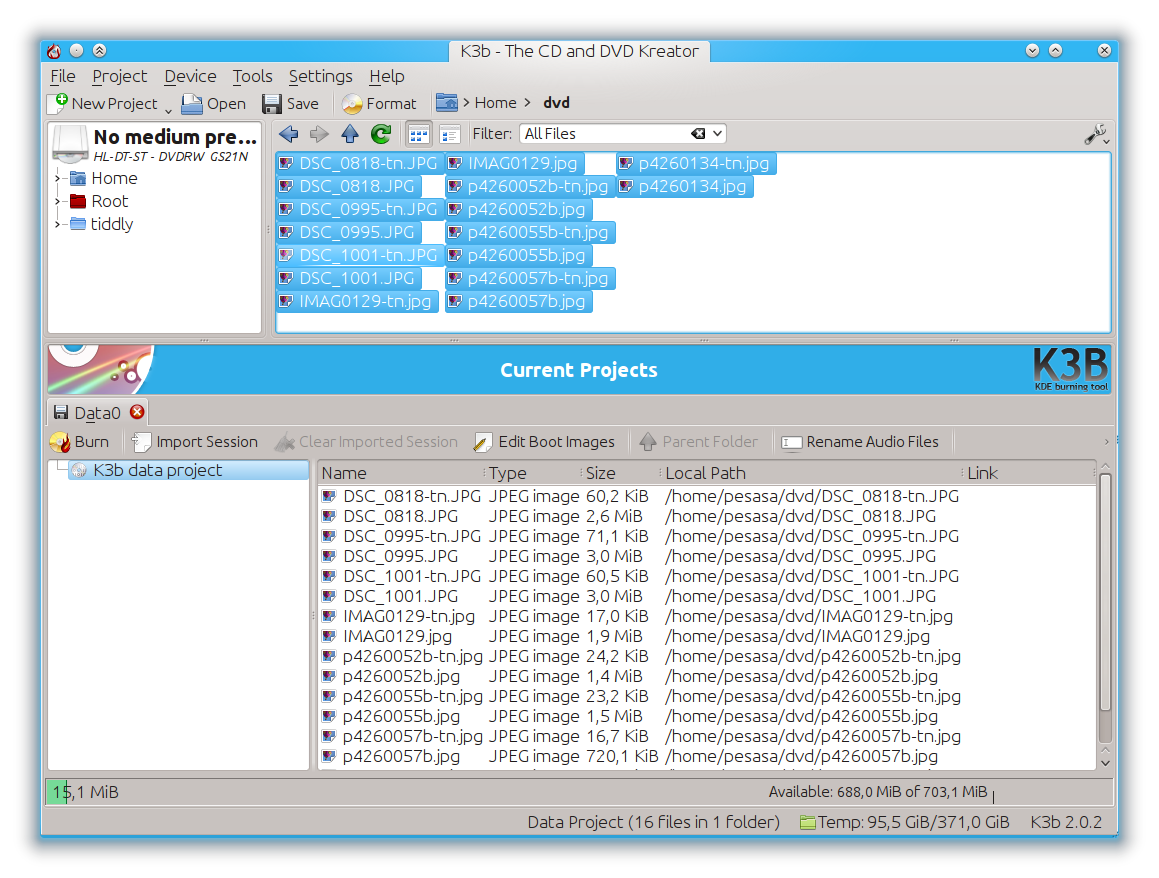 K3b - The CD and DVD Kreator
File Project Device Tools Settings Help
New Project Open Save Format > Home > dvd
No medium pre...
HL-DT-ST - DVDRW GS21N
Home
Root
tiddly
Filter: All Files
DSC_0818-tn.JPG IMAG0129.jpg p4260134-tn.jpg
DSC_0818.JPG p4260052b-tn.jpg p4260134.jpg
DSC_0995-tn.JPG p4260052b.jpg
DSC_0995.JPG p4260055b-tn.jpg
DSC_1001-tn.JPG p4260055b.jpg
DSC_1001.JPG p4260057b-tn.jpg
IMAG0129-tn.jpg p4260057b.jpg
Current Projects
K3B
KDE burning tool
Data0
Burn Import Session Clear Imported Session Edit Boot Images Parent Folder Rename Audio Files
K3b data project
Name Type Size Local Path Link
DSC_0818-tn.JPG JPEG image 60,2 KiB /home/pesasa/dvd/DSC_0818-tn.JPG
DSC_0818.JPG JPEG image 2,6 MiB /home/pesasa/dvd/DSC_0818.JPG
DSC_0995-tn.JPG JPEG image 71,1 KiB /home/pesasa/dvd/DSC_0995-tn.JPG
DSC_0995.JPG JPEG image 3,0 MiB /home/pesasa/dvd/DSC_0995.JPG
DSC_1001-tn.JPG JPEG image 60,5 KiB /home/pesasa/dvd/DSC_1001-tn.JPG
DSC_1001.JPG JPEG image 3,0 MiB /home/pesasa/dvd/DSC_1001.JPG
IMAG0129-tn.jpg JPEG image 17,0 KiB /home/pesasa/dvd/IMAG0129-tn.jpg
IMAG0129.jpg JPEG image 1,9 MiB /home/pesasa/dvd/IMAG0129.jpg
p4260052b-tn.jpg JPEG image 24,2 KiB /home/pesasa/dvd/p4260052b-tn.jpg
p4260052b.jpg JPEG image 1,4 MiB /home/pesasa/dvd/p4260052b.jpg
p4260055b-tn.jpg JPEG image 23,2 KiB /home/pesasa/dvd/p4260055b-tn.jpg
p4260055b.jpg JPEG image 1,5 MiB /home/pesasa/dvd/p4260055b.jpg
p4260057b-tn.jpg JPEG image 16,7 KiB /home/pesasa/dvd/p4260057b-tn.jpg
p4260057b.jpg JPEG image 720,1 KiB /home/pesasa/dvd/p4260057b.jpg
15,1 MiB Available: 688,0 MiB of 703,1 MiB
Data Project (16 files in 1 folder) Temp: 95,5 GiB/371,0 GiB K3b 2.0.2